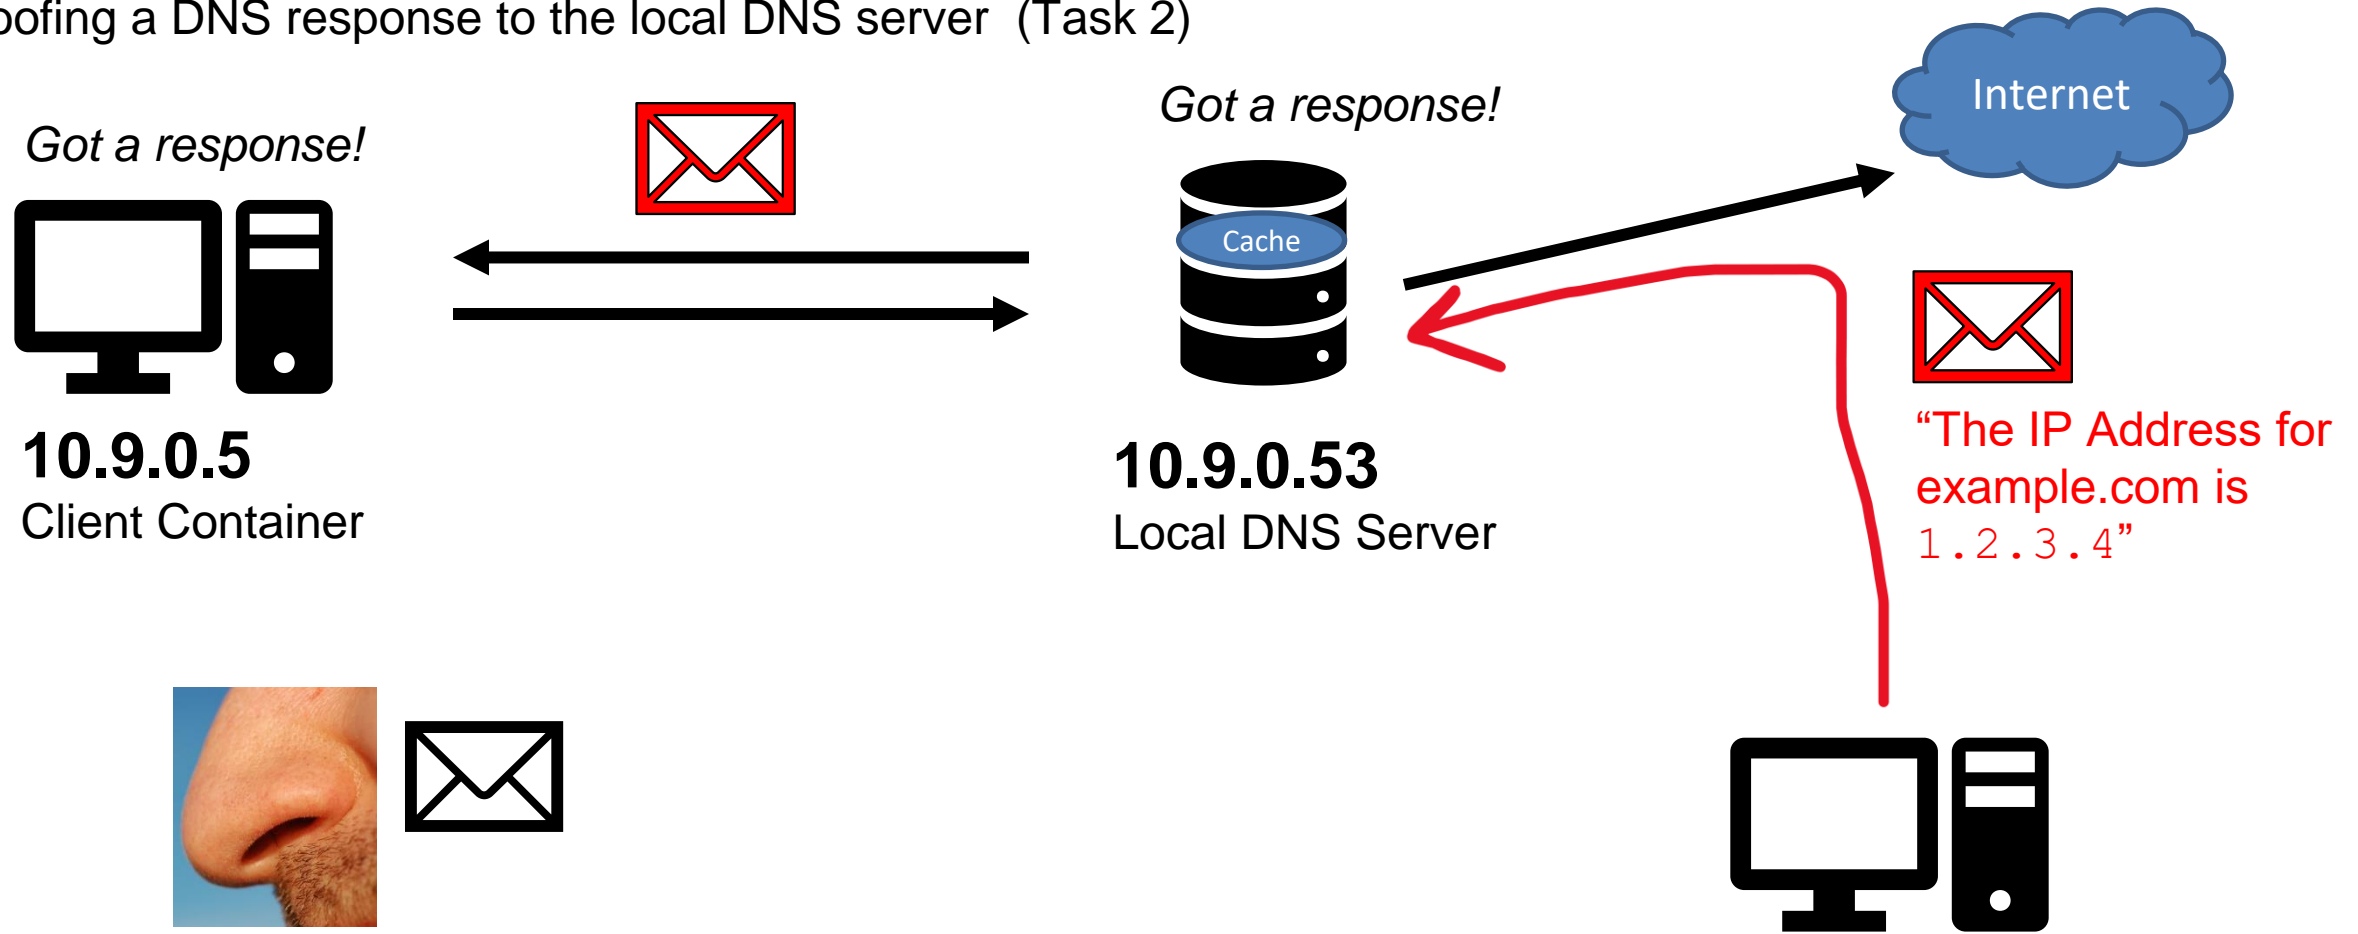 oofing a DNS response to the local DNS server (Task 2)
Got a response!
Got a response!
Internet
Cache
10.9.0.5
Client Container
10.9.0.53
Local DNS Server
“The IP Address for
example.com is
1.2.3.4”